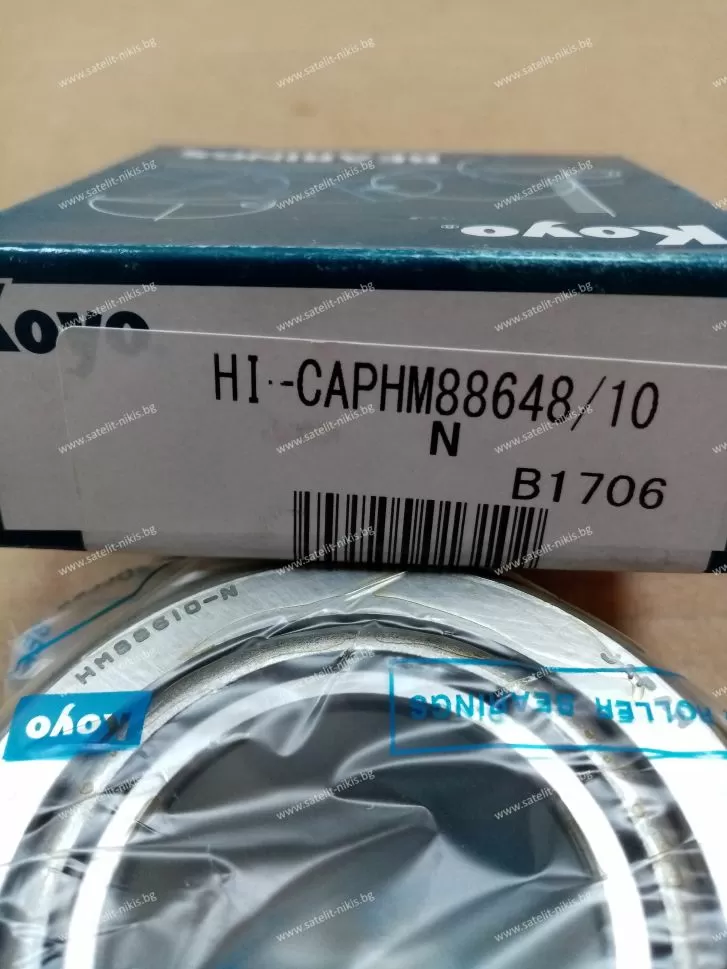 BEARINGS
Koyo
Koyo
HI-CAPHM88648/10
N
B1706
HM88610-N
Koyo
ROLLER BEARINGS
www.satelit-nikis.bg